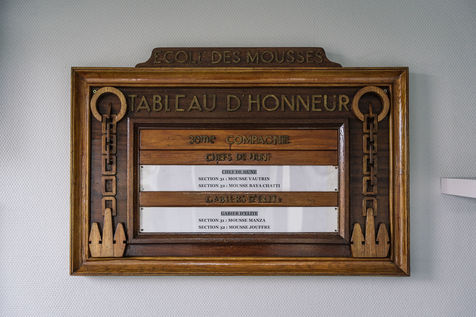 ECOLE DES MOUSSES
TABLEAU D'HONNEUR
3ème COMPAGNIE
CHEFS DE HUNE
CHEF DE HUNE
SECTION 31 : MOUSSE VAUTRIN
SECTION 32 : MOUSSE BAYA CHATTI
GABIERS D'ELITE
GABIER D'ELITE
SECTION 31 : MOUSSE MANZA
SECTION 32 : MOUSSE JOUFFRE